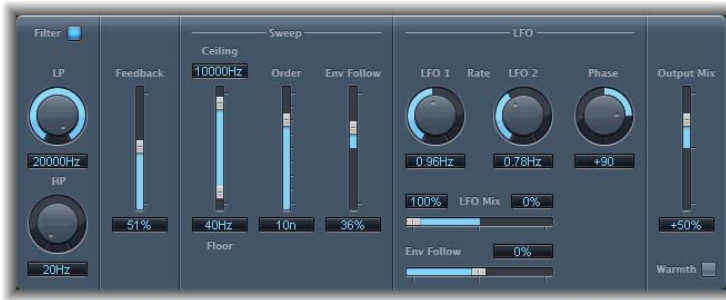 Filter
LP
20000Hz
HP
20Hz
Feedback
51%
Sweep
Ceiling
10000Hz
40Hz
Floor
Order
10n
Env Follow
36%
LFO
LFO 1 Rate LFO 2 Phase
0.96Hz 0.78Hz +90
100% LFO Mix 0%
Env Follow 0%
Output Mix
+50%
Warmth